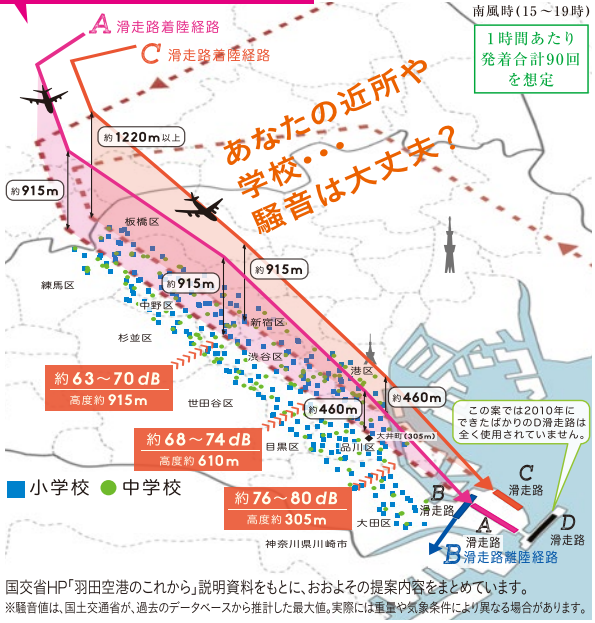 南風時(15～19時)
1時間あたり
発着合計90回
を想定
A 滑走路着陸経路
C 滑走路着陸経路
あなたの近所や
学校・・・
騒音は大丈夫？
約1220m以上
約915m
板橋区
約915m
約915m
練馬区
中野区
新宿区
杉並区
渋谷区
港区
約63～70dB
高度約915m
世田谷区
約460m
約460m
この案では2010年に
できたばかりのD滑走路は
全く使用されていません。
大井町(305m)
約68～74dB
高度約610m
目黒区
品川区
小学校 中学校
約76～80dB
高度約305m
B
滑走路
C
滑走路
A
滑走路
D
滑走路
大田区
神奈川県川崎市
B 滑走路離陸経路
国交省HP「羽田空港のこれから」説明資料をもとに、おおよその提案内容をまとめています。
※騒音値は、国土交通省が、過去のデータベースから推計した最大値。実際には重量や気象条件により異なる場合があります。